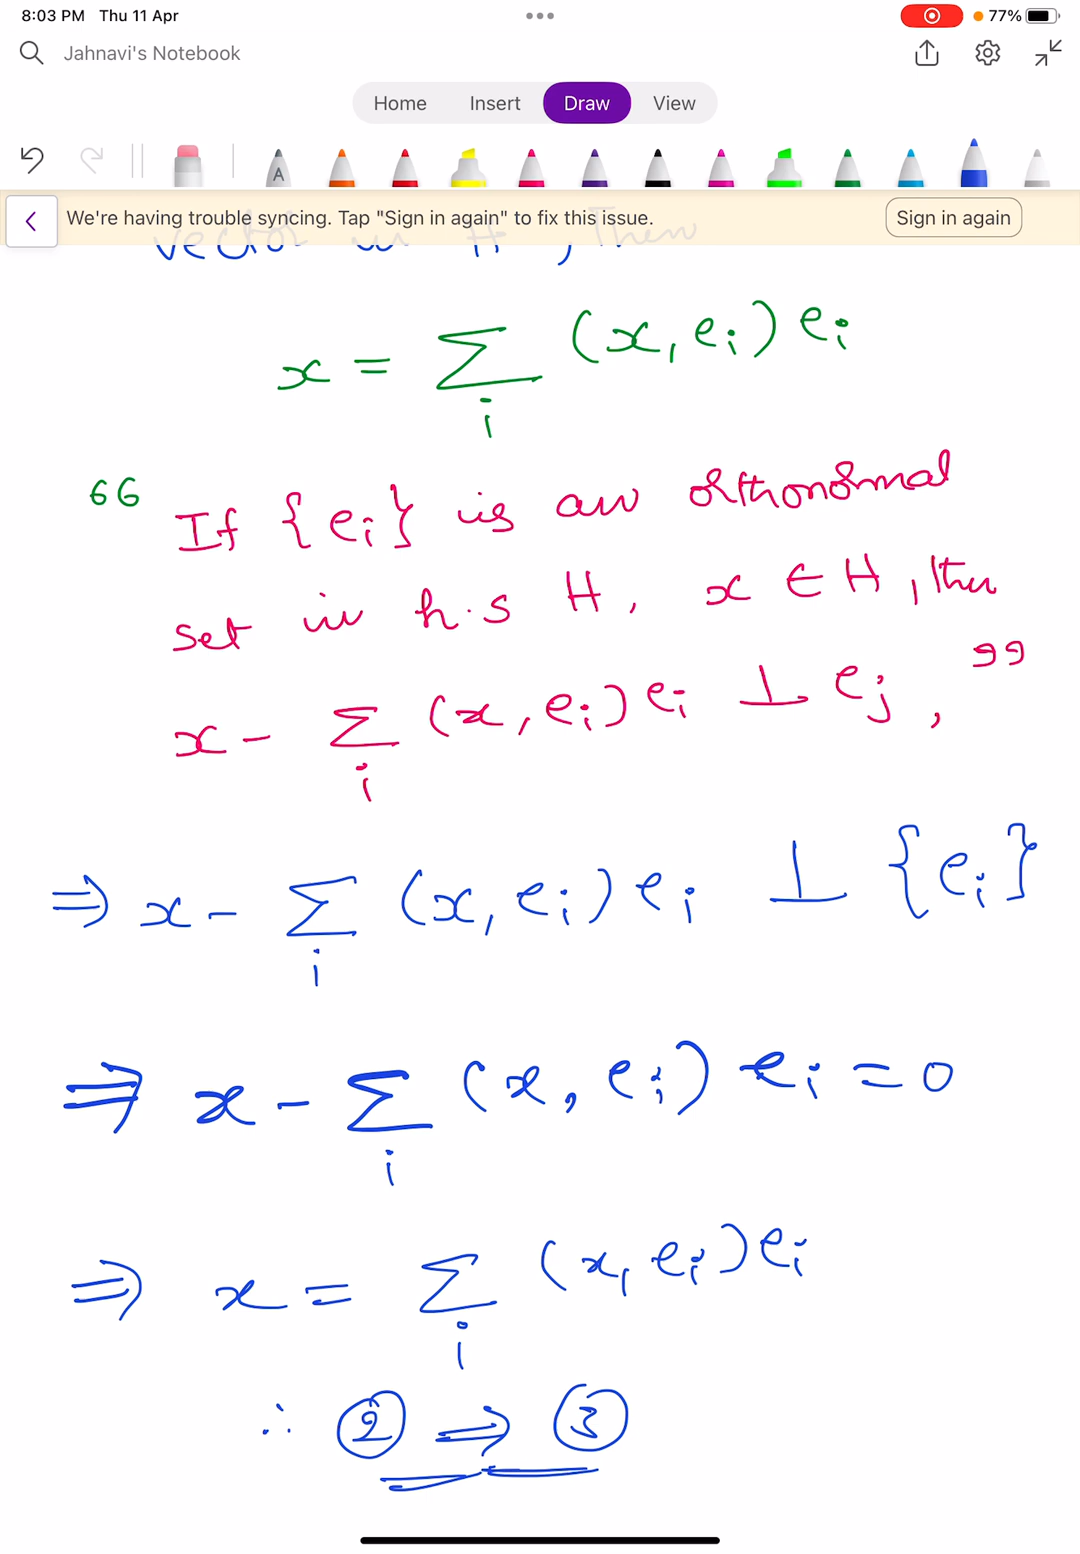 8:03 PM Thu 11 Apr
77%
Jahnavi's Notebook
Home Insert Draw View
A
We're having trouble syncing. Tap "Sign in again" to fix this issue.
Sign in again
vector in H, Then
x = Σ_i (x, e_i) e_i
“ If {e_i} is an orthonormal
set in h.s H, x ∈ H, then
x - Σ_i (x, e_i) e_i ⊥ e_j, ”
⇒ x - Σ_i (x, e_i) e_i ⊥ {e_i}
⇒ x - Σ_i (x, e_i) e_i = 0
⇒ x = Σ_i (x, e_i) e_i
∴ ② ⇒ ③